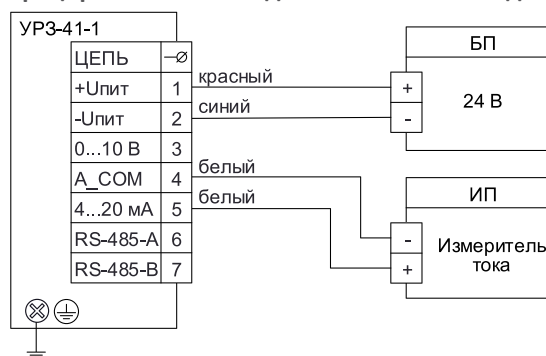 УРЗ-41-1
ЦЕПЬ
+Uпит 1 красный
-Uпит 2 синий
0...10 В 3
A_COM 4 белый
4...20 мА 5 белый
RS-485-A 6
RS-485-B 7
БП
+
24 В
-
ИП
-
Измеритель
тока
+